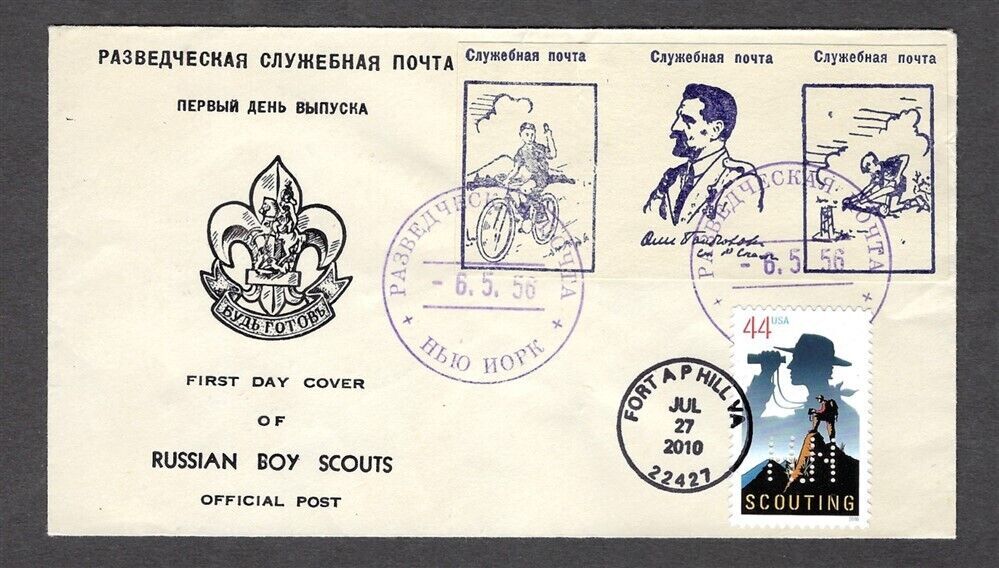 РАЗВЕДЧЕСКАЯ СЛУЖЕБНАЯ ПОЧТА
ПЕРВЫЙ ДЕНЬ ВЫПУСКА
Служебная почта
Служебная почта
Служебная почта
РАЗВЕДЧЕСКАЯ ПОЧТА
- 6. 5. 56
+ НЬЮ ИОРК +
РАЗВЕДЧЕСКАЯ ПОЧТА
- 6. 5 56
БУДЬ ГОТОВЪ
FIRST DAY COVER
OF
RUSSIAN BOY SCOUTS
OFFICIAL POST
FORT A P HILL VA
JUL
27
2010
22427
44 USA
SCOUTING